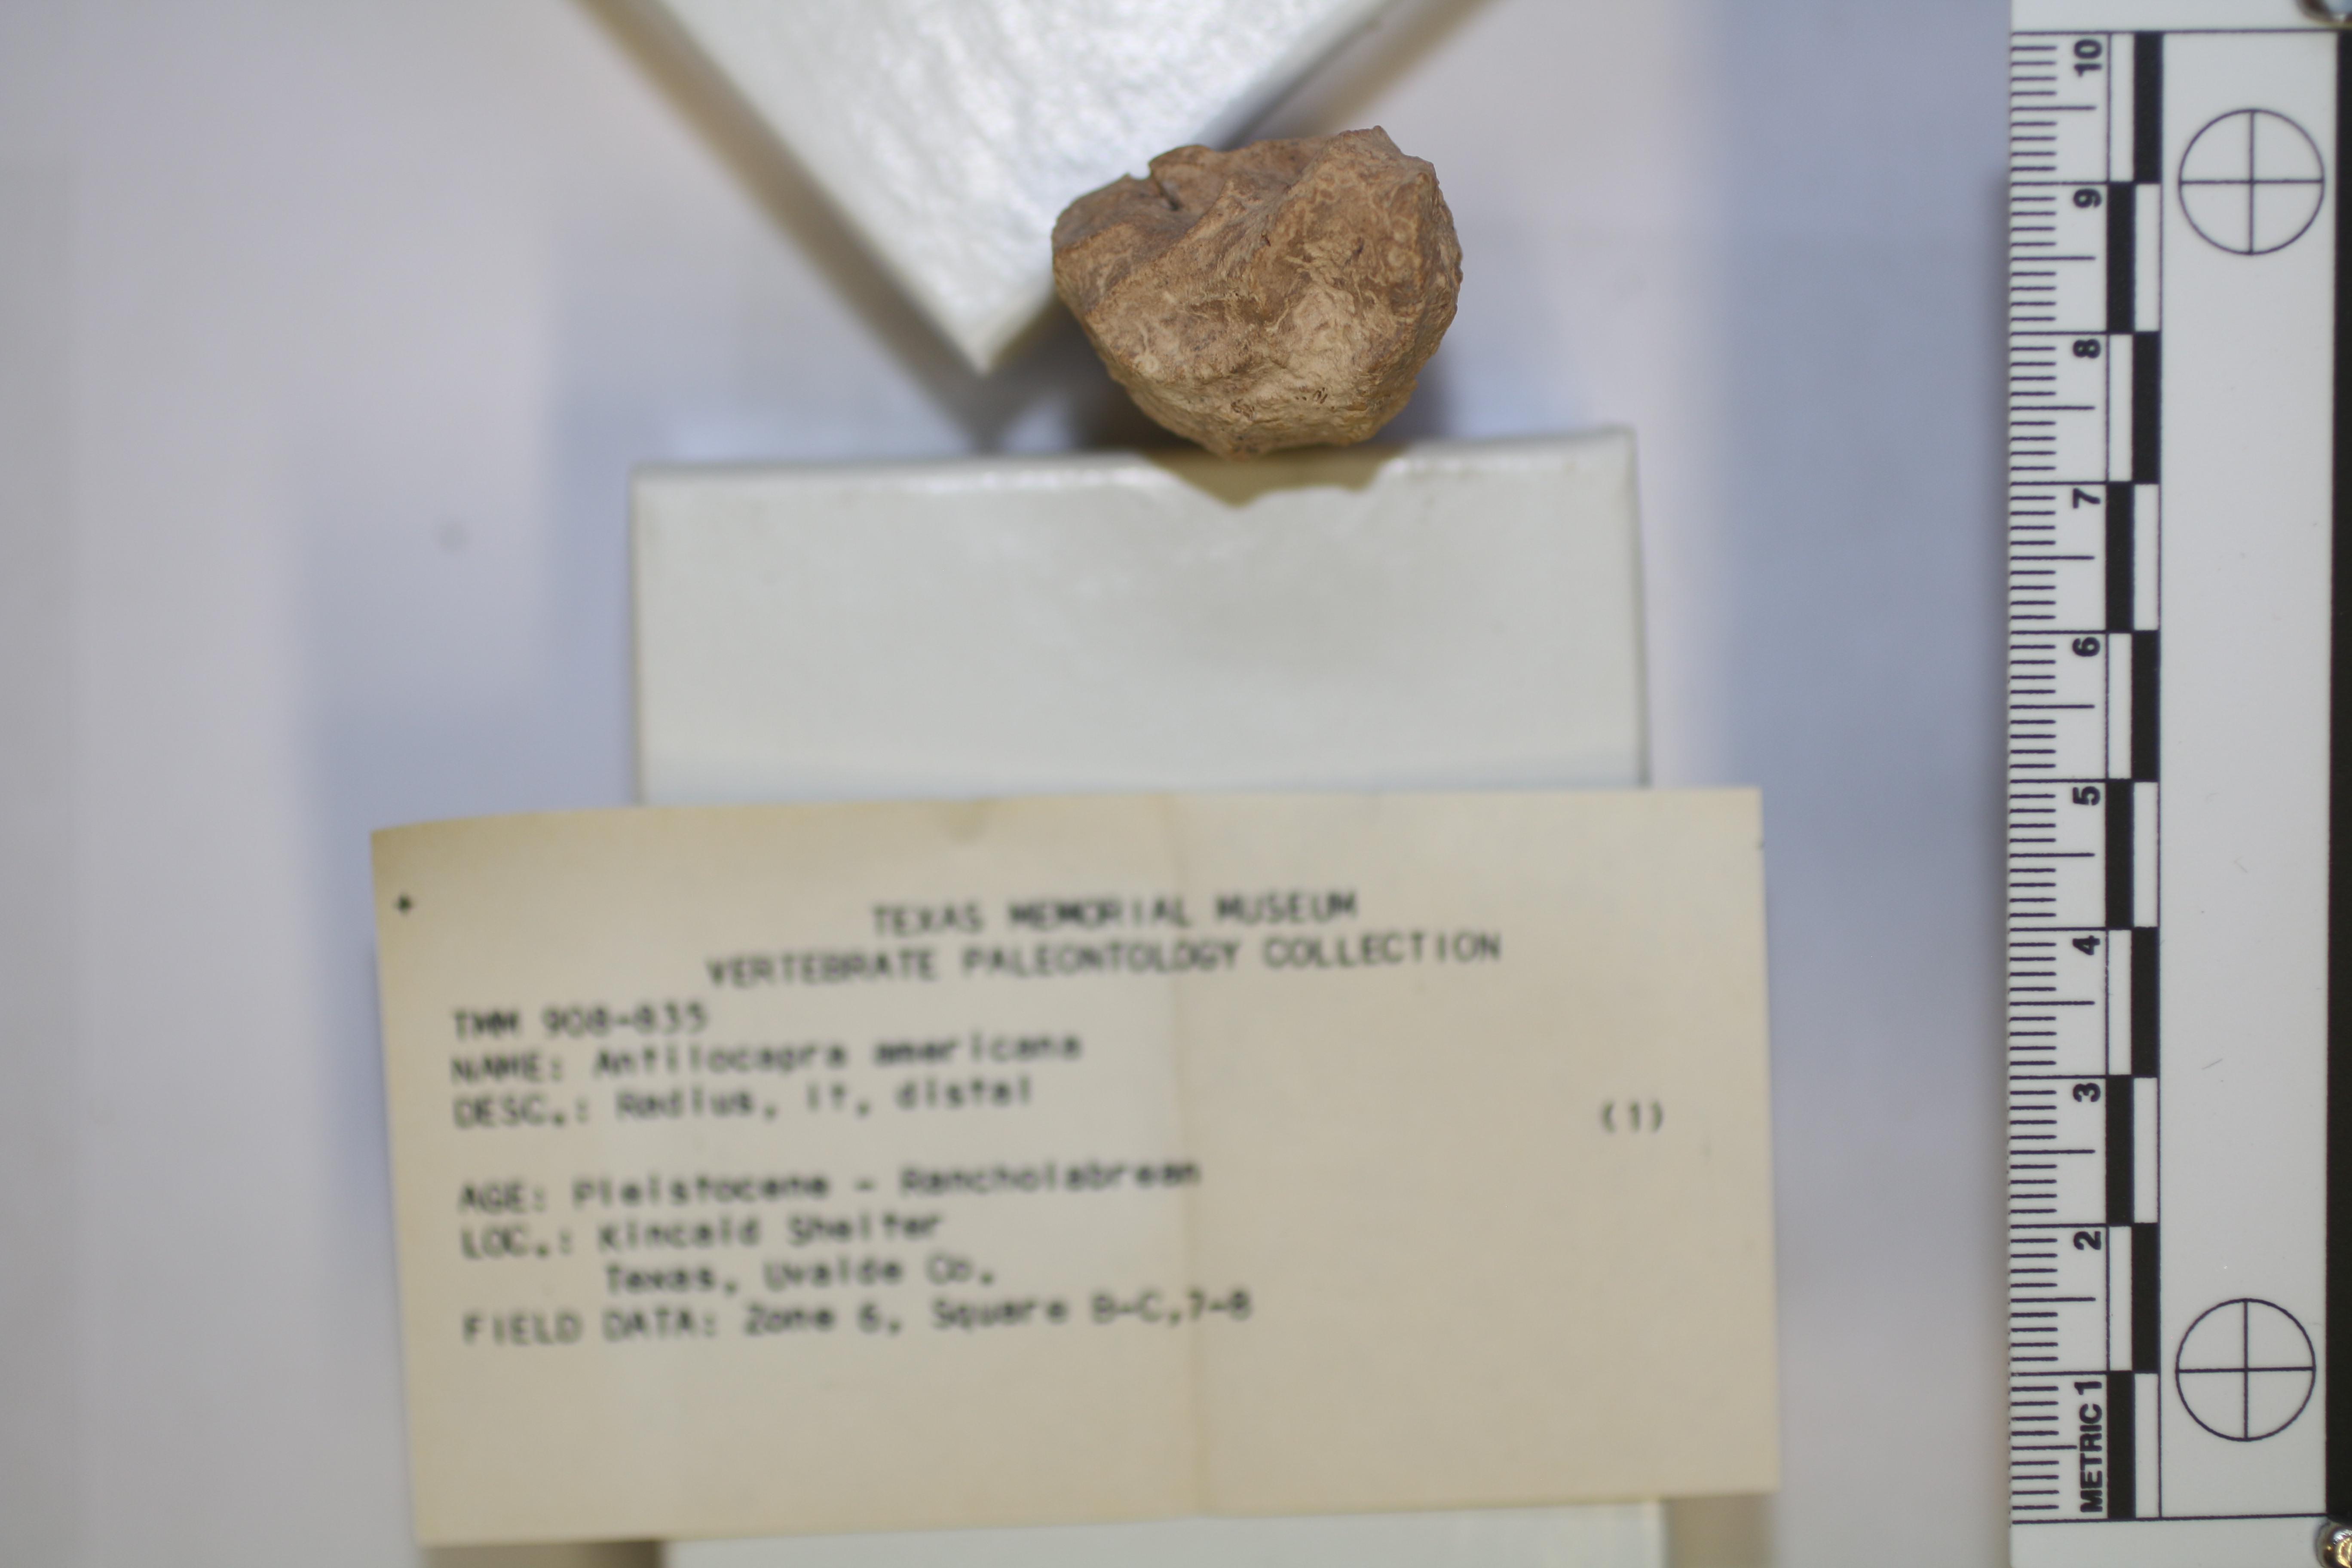 TEXAS MEMORIAL MUSEUM
VERTEBRATE PALEONTOLOGY COLLECTION
TMM 908-835
NAME: Antilocapra americana
DESC.: Radius, lt, distal
(1)
AGE: Pleistocene - Rancholabrean
LOC.: Kincaid Shelter
Texas, Uvalde Co.
FIELD DATA: Zone 6, Square B-C,7-8
10
9
8
7
6
5
4
3
2
METRIC 1